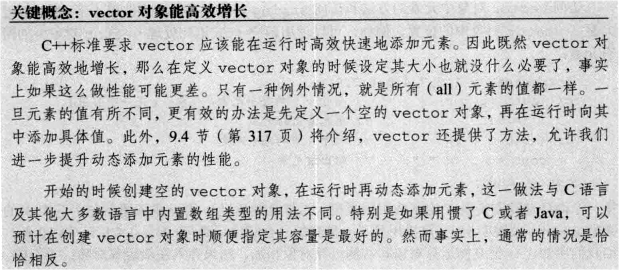 关键概念：vector 对象能高效增长
C++标准要求 vector 应该能在运行时高效快速地添加元素。因此既然 vector 对
象能高效地增长，那么在定义 vector 对象的时候设定其大小也就没什么必要了，事实
上如果这么做性能可能更差。只有一种例外情况，就是所有（all）元素的值都一样。一
旦元素的值有所不同，更有效的办法是先定义一个空的 vector 对象，再在运行时向其
中添加具体值。此外，9.4 节（第 317 页）将介绍，vector 还提供了方法，允许我们
进一步提升动态添加元素的性能。
开始的时候创建空的 vector 对象，在运行时再动态添加元素，这一做法与 C 语言
及其他大多数语言中内置数组类型的用法不同。特别是如果用惯了 C 或者 Java，可以
预计在创建 vector 对象时顺便指定其容量是最好的。然而事实上，通常的情况是恰
恰相反。